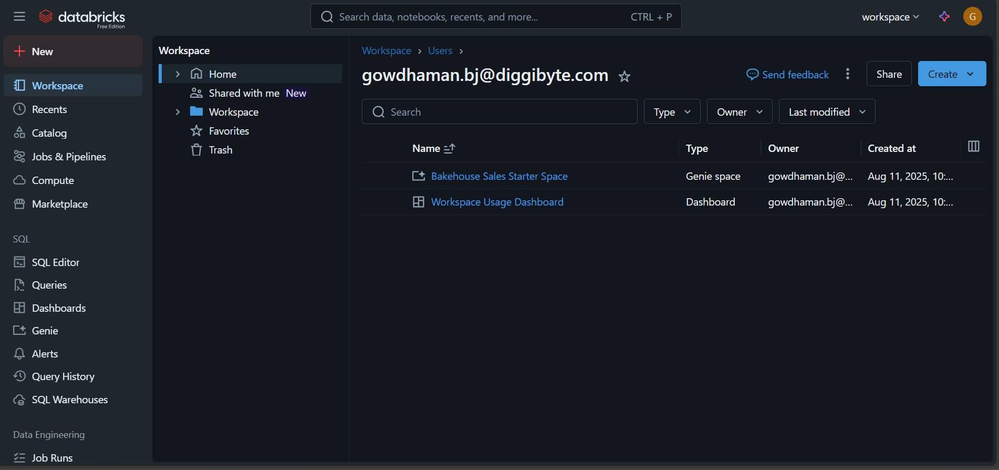 databricks
Free Edition
Search data, notebooks, recents, and more...
CTRL + P
workspace
G
New
Workspace
Recents
Catalog
Jobs & Pipelines
Compute
Marketplace
SQL
SQL Editor
Queries
Dashboards
Genie
Alerts
Query History
SQL Warehouses
Data Engineering
Job Runs
Workspace
Home
Shared with me New
Workspace
Favorites
Trash
Workspace > Users >
gowdhaman.bj@diggibyte.com
Send feedback
Share
Create
Search
Type
Owner
Last modified
Name Type Owner Created at
Bakehouse Sales Starter Space Genie space gowdhaman.bj@... Aug 11, 2025, 10:...
Workspace Usage Dashboard Dashboard gowdhaman.bj@... Aug 11, 2025, 10:...